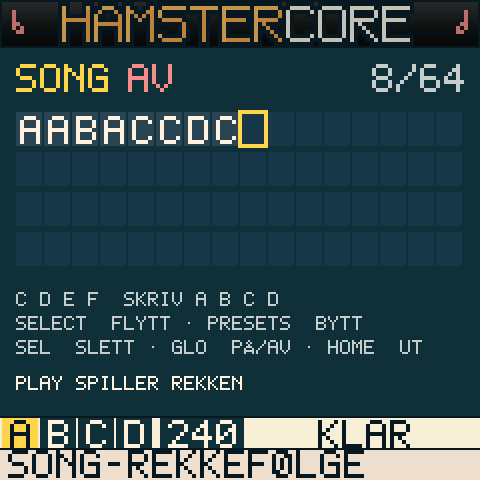 HAMSTERCORE
SONG AV 8/64
AABACCDC
C D E F SKRIV A B C D
SELECT FLYTT · PRESETS BYTT
SEL SLETT · GLO PÅ/AV · HOME UT
PLAY SPILLER REKKEN
A B C D 240 KLAR
SONG-REKKEFØLGE